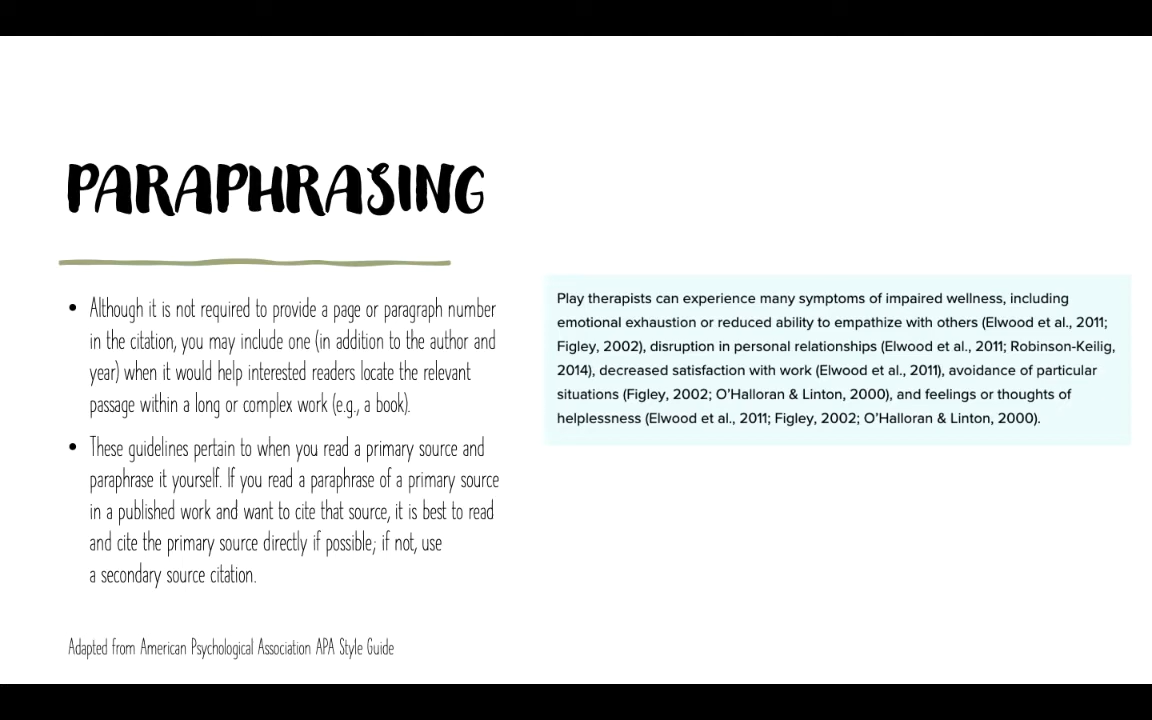 PARAPHRASING
• Although it is not required to provide a page or paragraph number
in the citation, you may include one (in addition to the author and
year) when it would help interested readers locate the relevant
passage within a long or complex work (e.g., a book).
• These guidelines pertain to when you read a primary source and
paraphrase it yourself. If you read a paraphrase of a primary source
in a published work and want to cite that source, it is best to read
and cite the primary source directly if possible; if not, use
a secondary source citation.
Adapted from American Psychological Association APA Style Guide
Play therapists can experience many symptoms of impaired wellness, including
emotional exhaustion or reduced ability to empathize with others (Elwood et al., 2011;
Figley, 2002), disruption in personal relationships (Elwood et al., 2011; Robinson-Keilig,
2014), decreased satisfaction with work (Elwood et al., 2011), avoidance of particular
situations (Figley, 2002; O’Halloran & Linton, 2000), and feelings or thoughts of
helplessness (Elwood et al., 2011; Figley, 2002; O’Halloran & Linton, 2000).